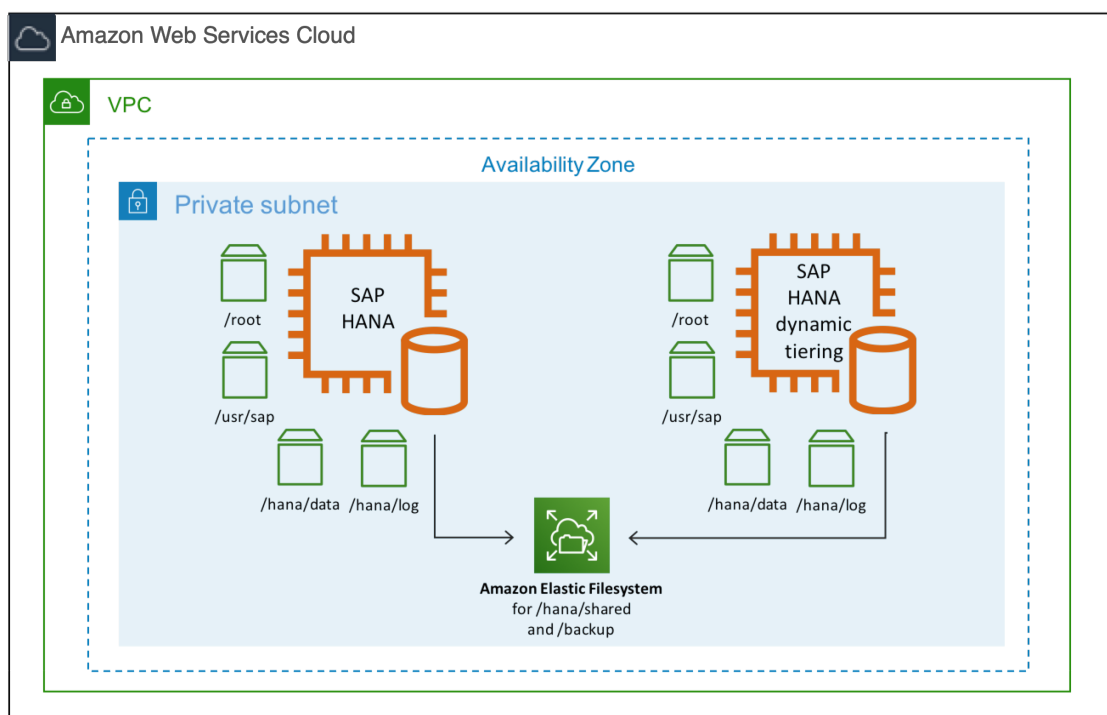 Amazon Web Services Cloud
VPC
Availability Zone
Private subnet
SAP
HANA
/root
/usr/sap
/hana/data
/hana/log
SAP
HANA
dynamic
tiering
/root
/usr/sap
/hana/data
/hana/log
Amazon Elastic Filesystem
for /hana/shared
and /backup